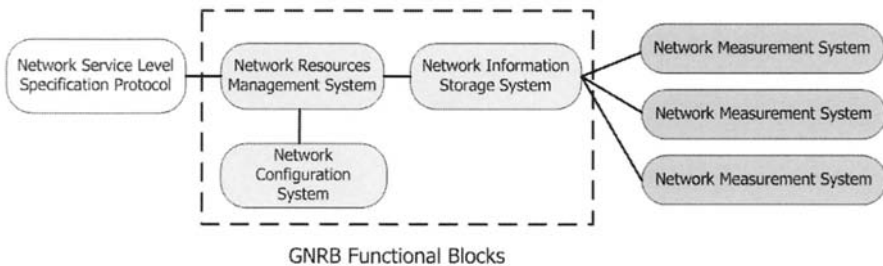 Network Service Level
Specification Protocol
Network Resources
Management System
Network Information
Storage System
Network
Configuration
System
Network Measurement System
Network Measurement System
Network Measurement System
GNRB Functional Blocks